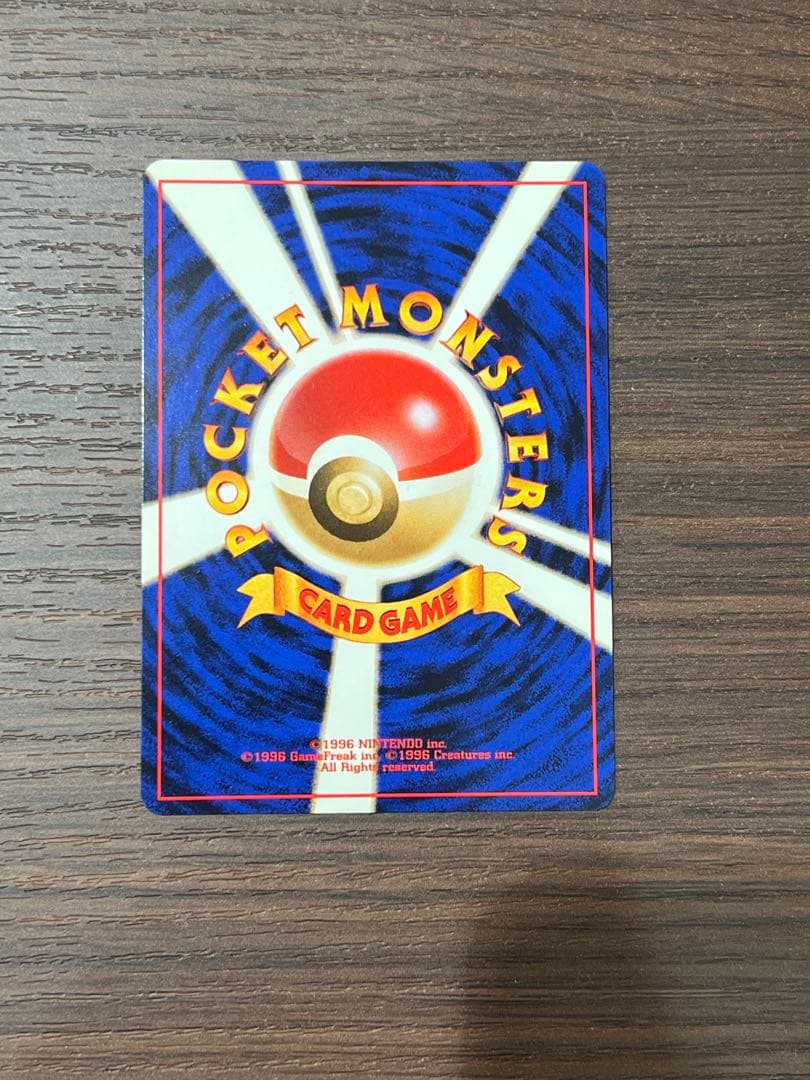 POCKET MONSTERS
CARD GAME
©1996 NINTENDO inc.
©1996 GameFreak inc. ©1996 Creatures inc.
All Rights reserved.